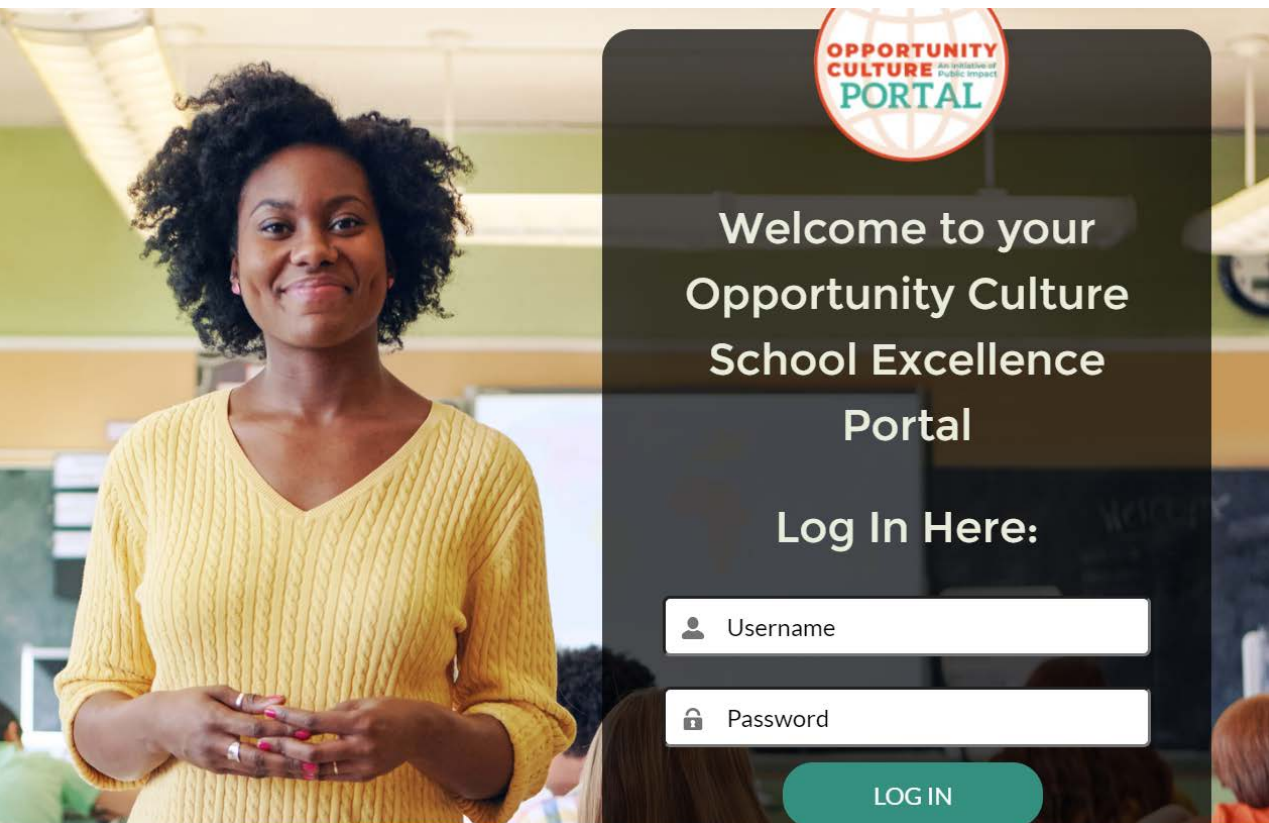 OPPORTUNITY
CULTURE An Initiative of
Public Impact
PORTAL
Welcome to your
Opportunity Culture
School Excellence
Portal
Log In Here:
Username
Password
LOG IN
Welcome